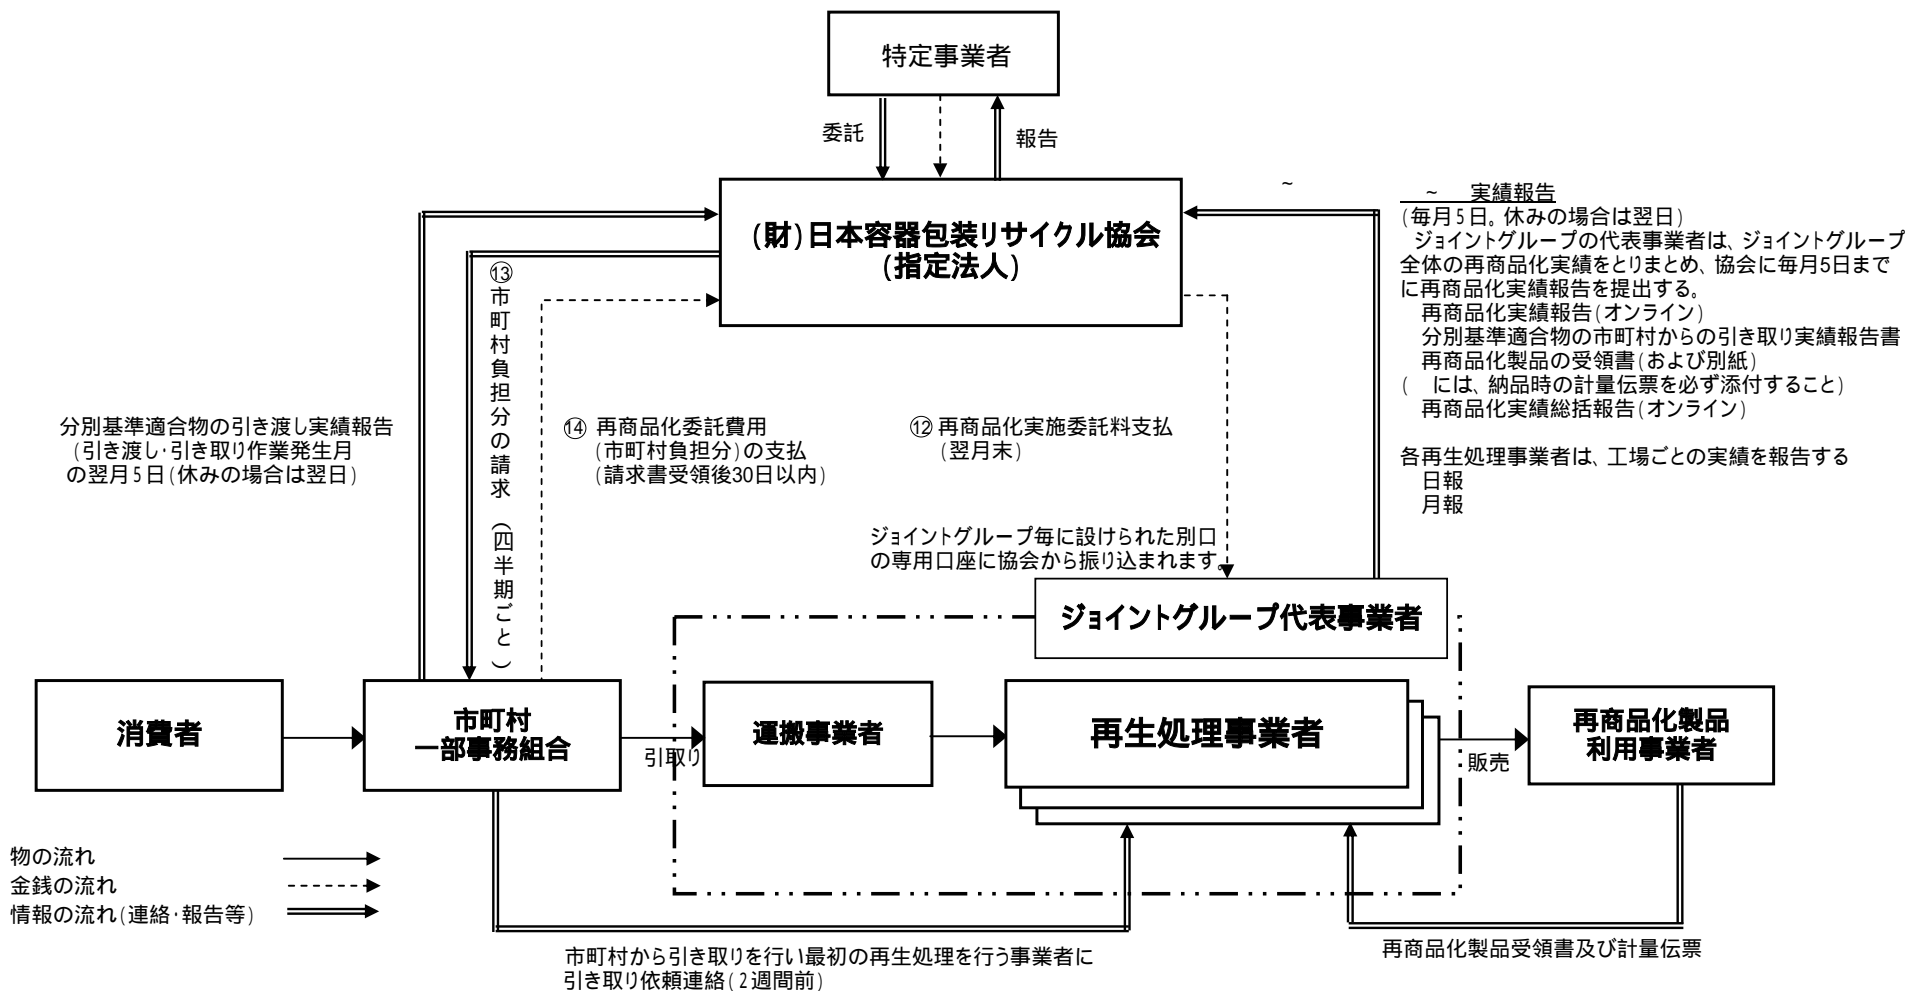 特定事業者
委託
報告
(財)日本容器包装リサイクル協会
(指定法人)
~
~ 実績報告
(毎月5日。休みの場合は翌日)
ジョイントグループの代表事業者は、ジョイントグループ
全体の再商品化実績をとりまとめ、協会に毎月5日まで
に再商品化実績報告を提出する。
再商品化実績報告(オンライン)
分別基準適合物の市町村からの引き取り実績報告書
再商品化製品の受領書(および別紙)
( には、納品時の計量伝票を必ず添付すること)
再商品化実績総括報告(オンライン)
各再生処理事業者は、工場ごとの実績を報告する
日報
月報
分別基準適合物の引き渡し実績報告
(引き渡し・引き取り作業発生月
の翌月5日(休みの場合は翌日)
⑬市町村負担分の請求 (四半期ごと)
⑭ 再商品化委託費用
(市町村負担分)の支払
(請求書受領後30日以内)
⑫ 再商品化実施委託料支払
(翌月末)
ジョイントグループ毎に設けられた別口
の専用口座に協会から振り込まれます。
ジョイントグループ代表事業者
消費者
市町村
一部事務組合
引取り
運搬事業者
再生処理事業者
販売
再商品化製品
利用事業者
物の流れ
金銭の流れ
情報の流れ(連絡・報告等)
市町村から引き取りを行い最初の再生処理を行う事業者に
引き取り依頼連絡(2週間前)
再商品化製品受領書及び計量伝票